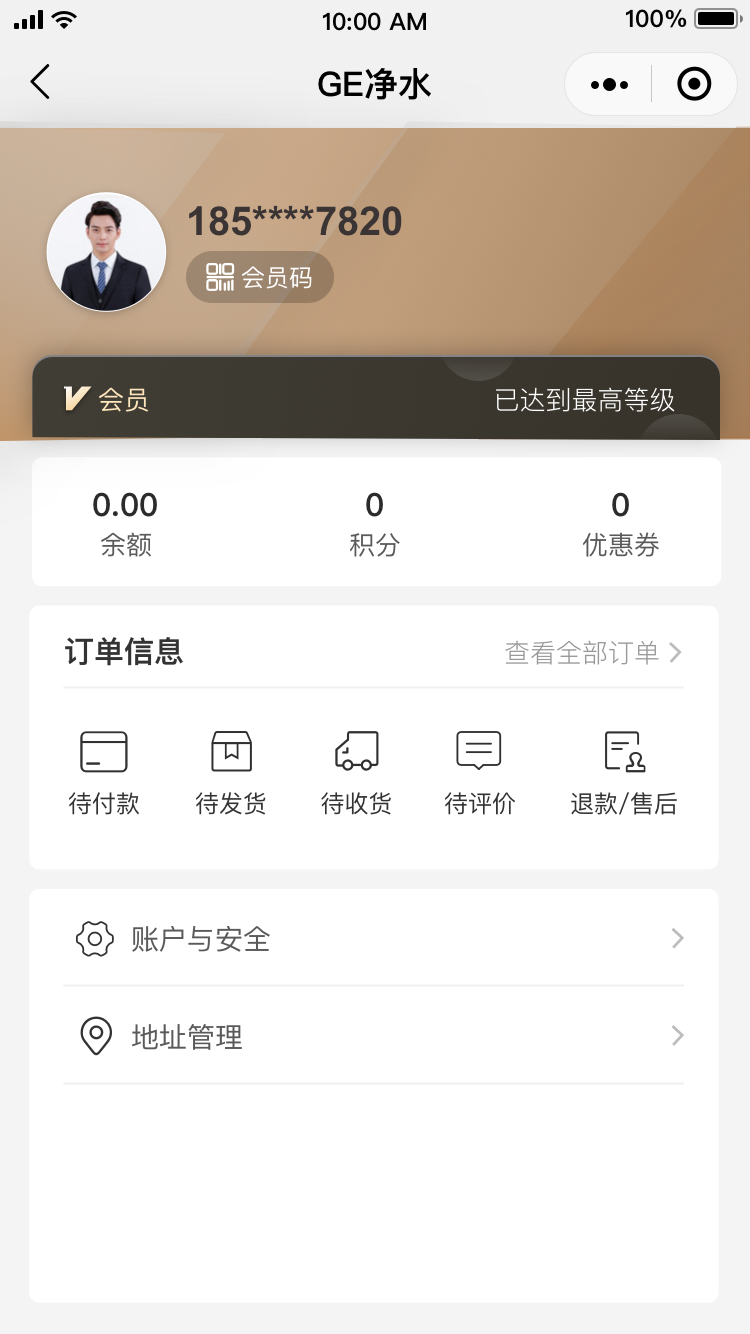 10:00 AM
100%
GE净水
185****7820
会员码
V 会员
已达到最高等级
0.00
0
0
余额
积分
优惠券
订单信息
查看全部订单
待付款
待发货
待收货
待评价
退款/售后
账户与安全
地址管理